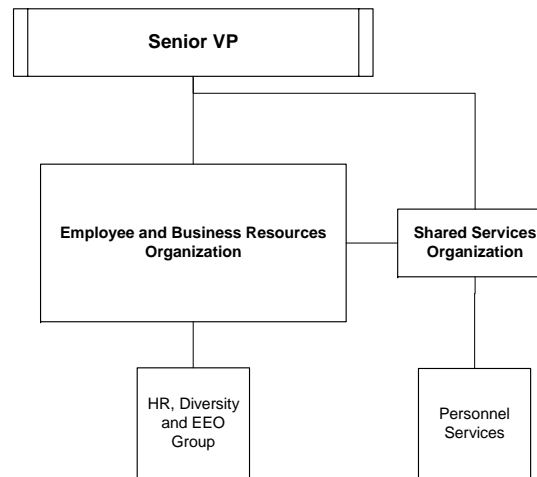 Senior VP
Employee and Business Resources
Organization
Shared Services
Organization
HR, Diversity
and EEO
Group
Personnel
Services